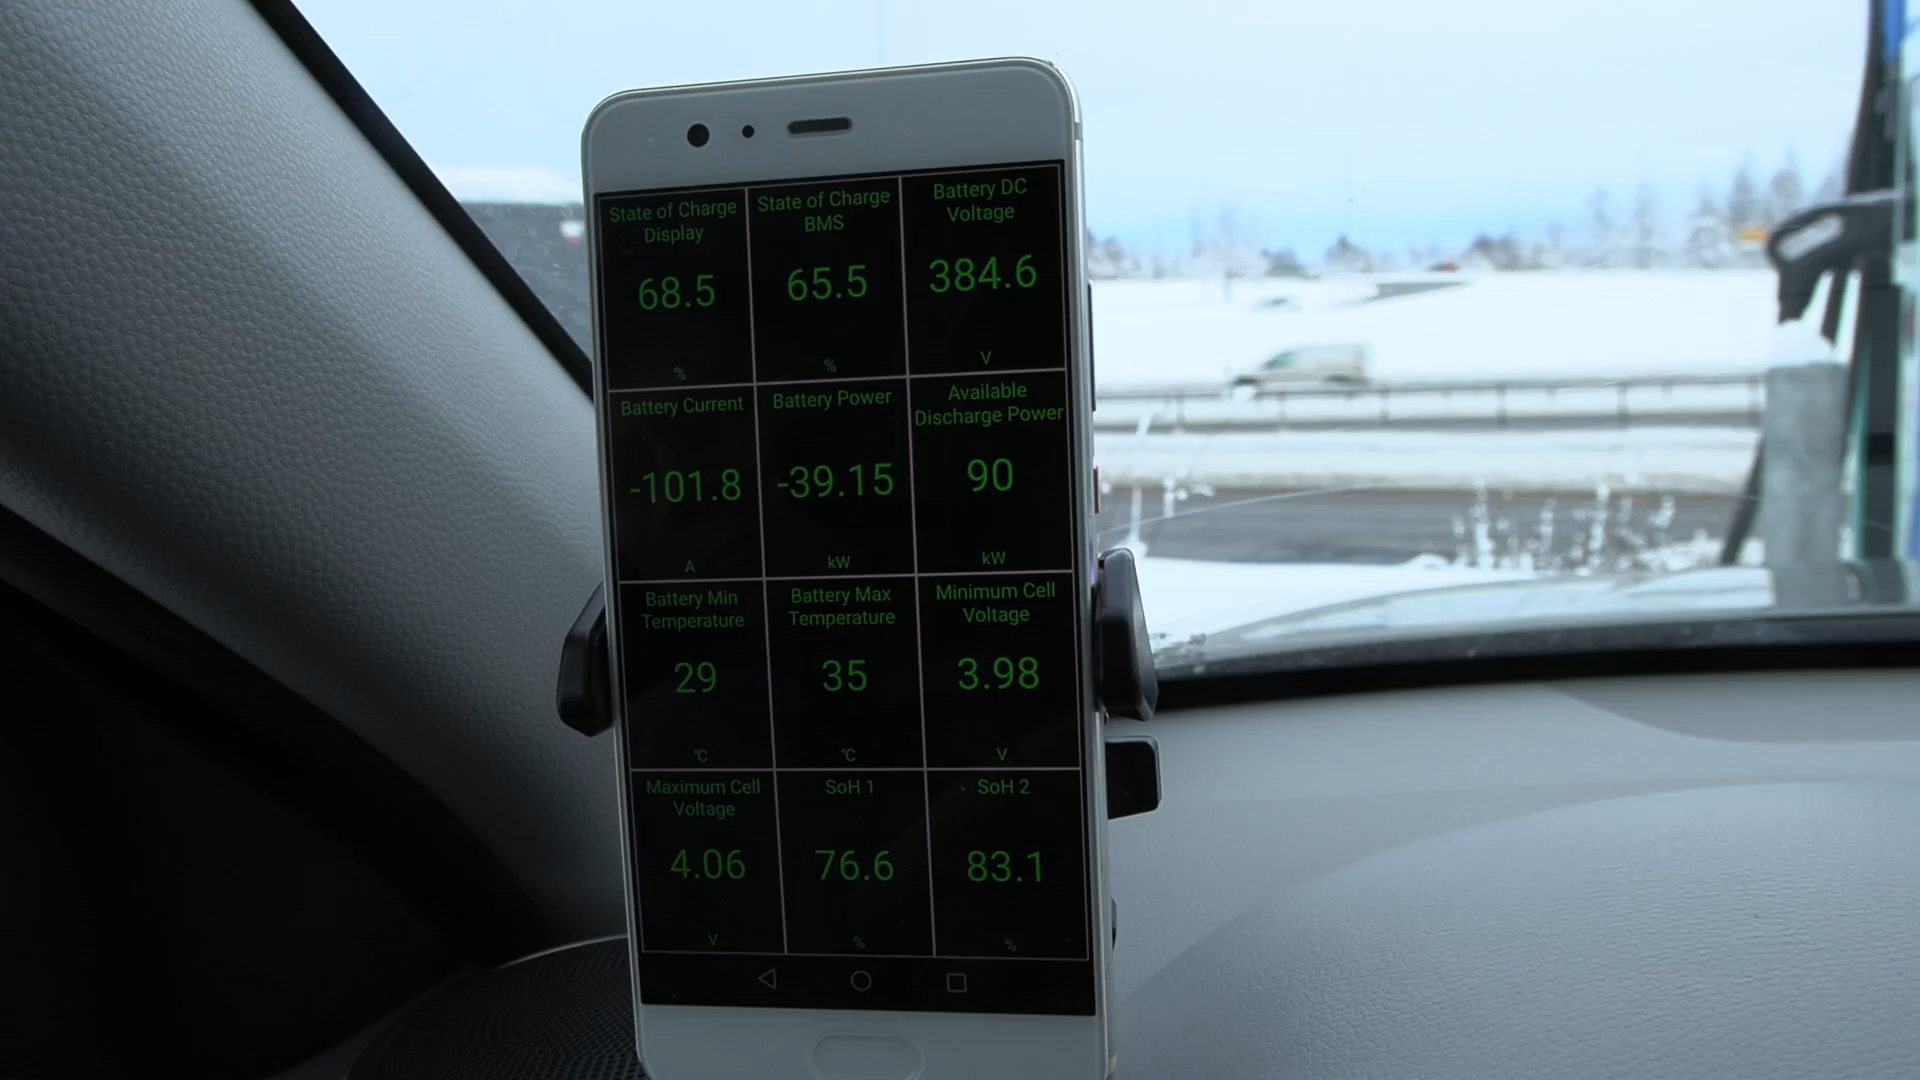 State of Charge
Display
68.5
%
State of Charge
BMS
65.5
%
Battery DC
Voltage
384.6
V
Battery Current
-101.8
A
Battery Power
-39.15
kW
Available
Discharge Power
90
kW
Battery Min
Temperature
29
℃
Battery Max
Temperature
35
℃
Minimum Cell
Voltage
3.98
V
Maximum Cell
Voltage
4.06
V
SoH 1
76.6
%
SoH 2
83.1
%